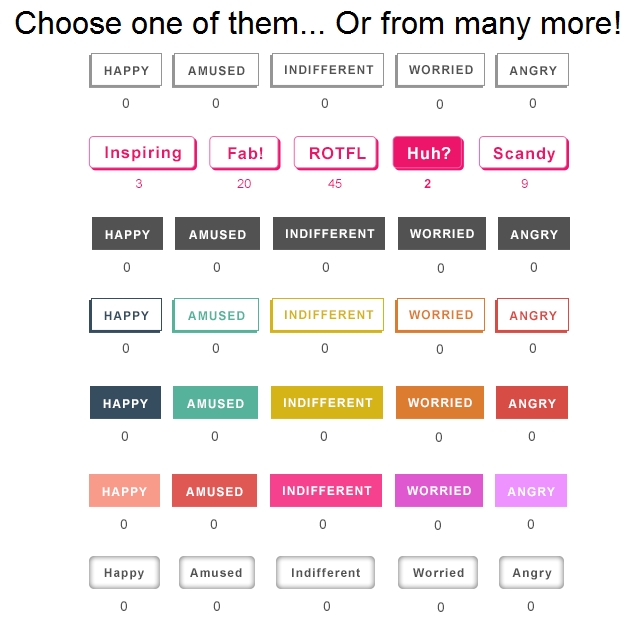 Choose one of them... Or from many more!
HAPPY AMUSED INDIFFERENT WORRIED ANGRY
0 0 0 0 0
Inspiring Fab! ROTFL Huh? Scandy
3 20 45 2 9
HAPPY AMUSED INDIFFERENT WORRIED ANGRY
0 0 0 0 0
HAPPY AMUSED INDIFFERENT WORRIED ANGRY
0 0 0 0 0
HAPPY AMUSED INDIFFERENT WORRIED ANGRY
0 0 0 0 0
HAPPY AMUSED INDIFFERENT WORRIED ANGRY
0 0 0 0 0
Happy Amused Indifferent Worried Angry
0 0 0 0 0